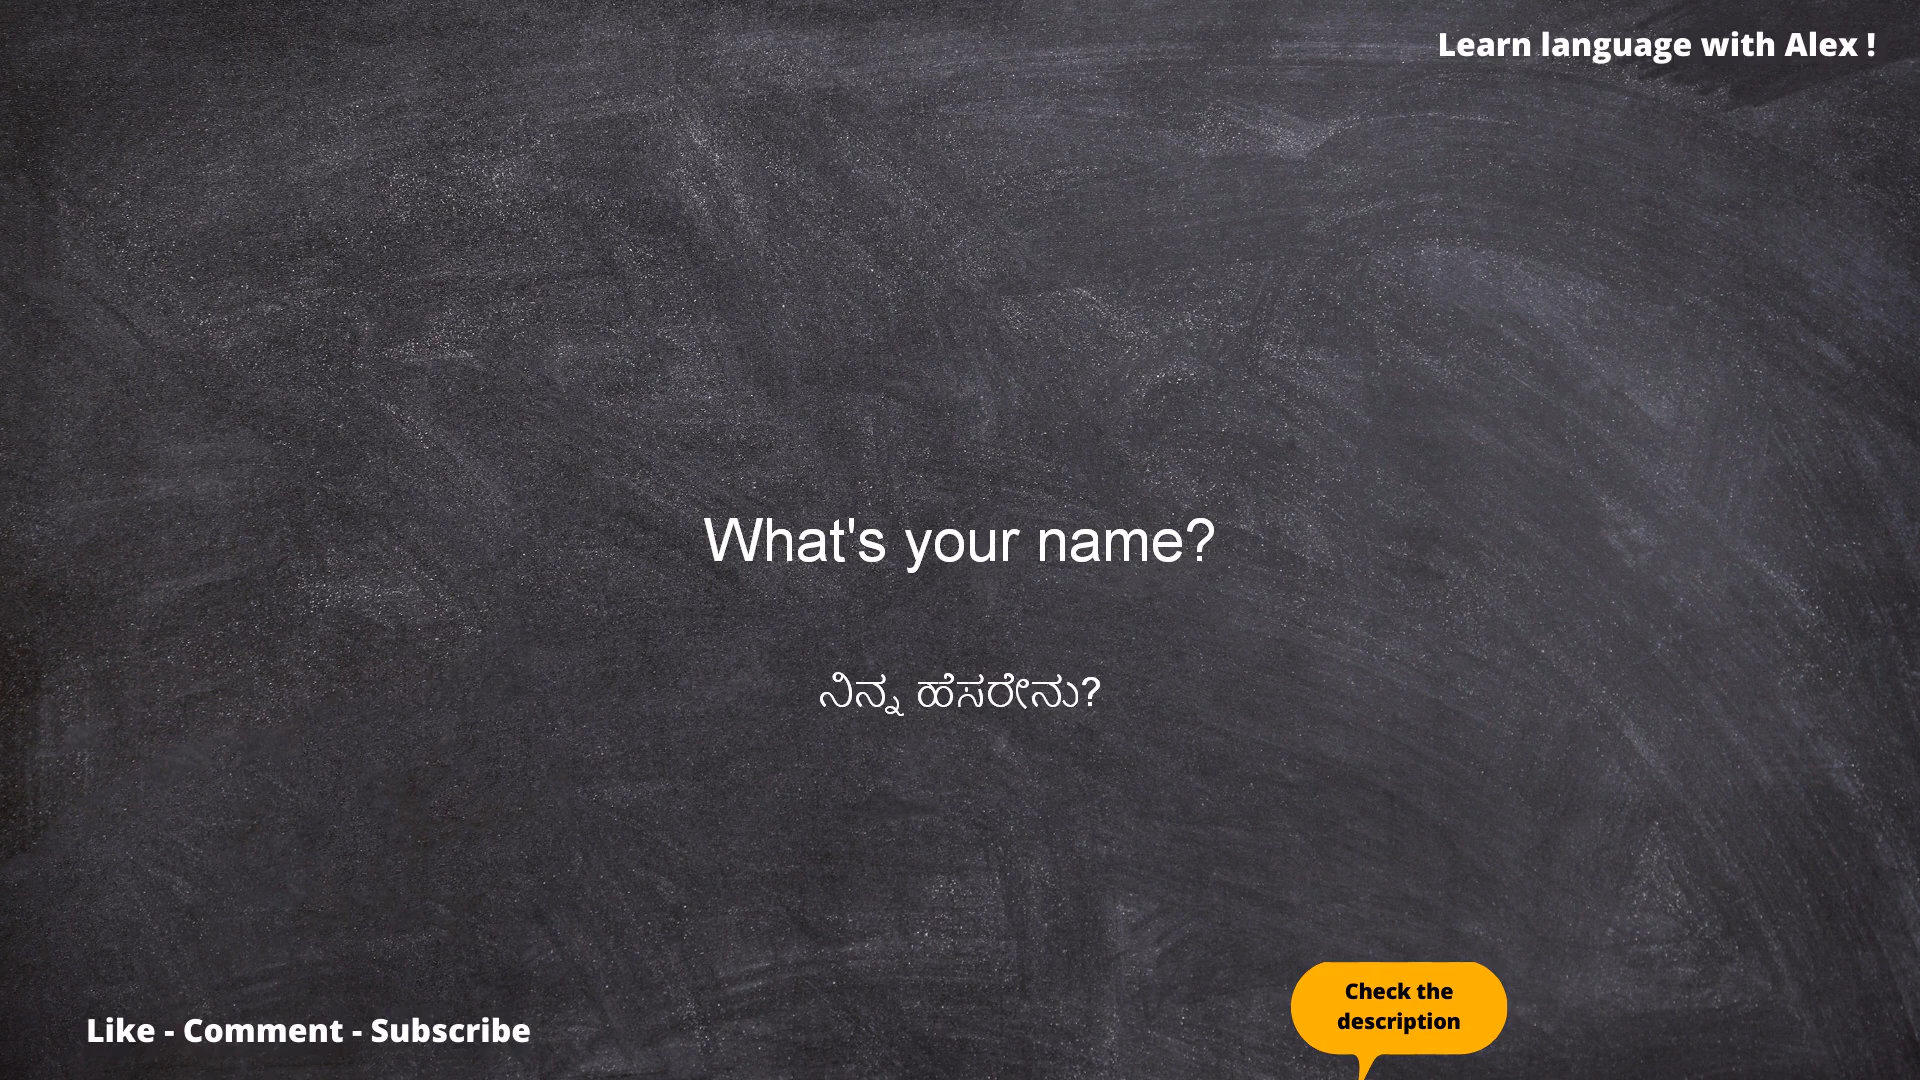 Learn language with Alex !
What's your name?
ನಿನ್ನ ಹೆಸರೇನು?
Check the
description
Like - Comment - Subscribe